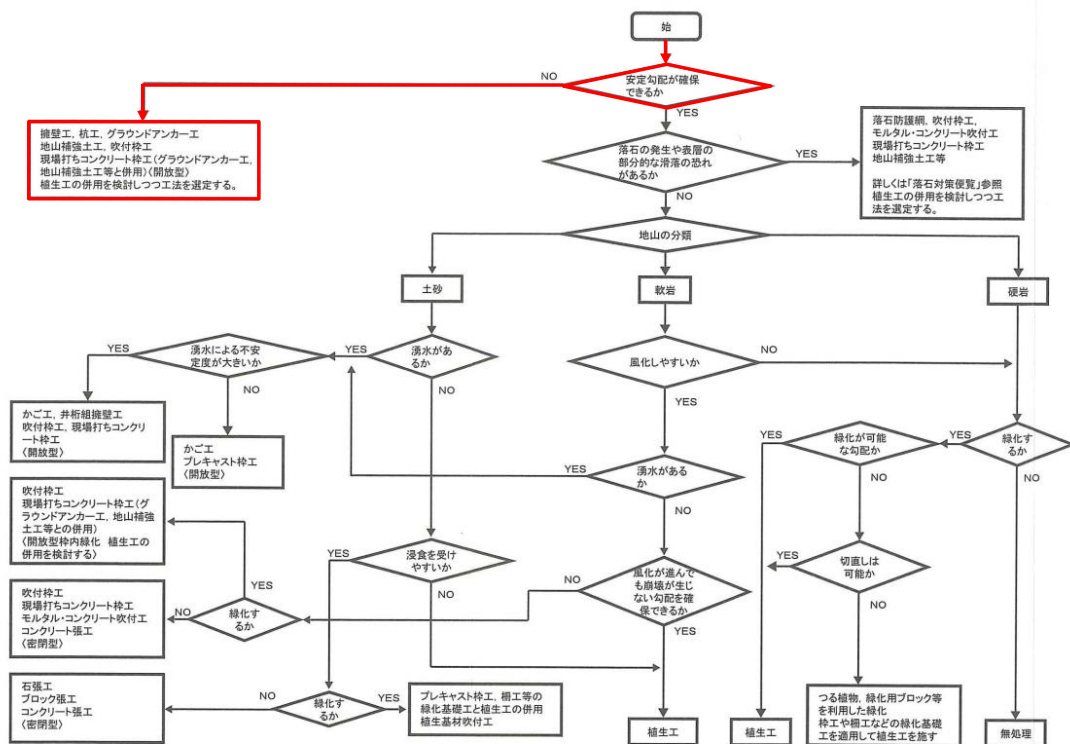 始
安定勾配が確保
できるか
NO
YES
擁壁工, 杭工, グラウンドアンカー工
地山補強土工, 吹付枠工
現場打ちコンクリート枠工(グラウンドアンカー工,
地山補強土工等と併用)〈開放型〉
植生工の併用を検討しつつ工法を選定する。
落石の発生や表層の
部分的な滑落の恐れ
があるか
YES
NO
落石防護網, 吹付枠工,
モルタル・コンクリート吹付工
現場打ちコンクリート枠工
地山補強土工等
詳しくは「落石対策便覧」参照
植生工の併用を検討しつつ工
法を選定する。
地山の分類
土砂
軟岩
硬岩
湧水による不安
定度が大きいか
YES
NO
湧水があ
るか
YES
NO
風化しやすいか
NO
YES
かご工, 井桁組擁壁工
吹付枠工, 現場打ちコンクリ
ート枠工
〈開放型〉
かご工
プレキャスト枠工
〈開放型〉
湧水がある
か
YES
NO
緑化が可能
な勾配か
YES
NO
緑化す
るか
YES
NO
吹付枠工
現場打ちコンクリート枠工(グ
ラウンドアンカー工, 地山補強
土工等との併用)
〈開放型枠内緑化 植生工の
併用を検討する〉
浸食を受け
やすいか
YES
NO
風化が進んで
も崩壊が生じ
ない勾配を確
保できるか
NO
YES
切直しは
可能か
YES
NO
吹付枠工
現場打ちコンクリート枠工
モルタル・コンクリート吹付工
コンクリート張工
〈密閉型〉
緑化す
るか
YES
NO
石張工
ブロック張工
コンクリート張工
〈密閉型〉
緑化す
るか
NO
YES
プレキャスト枠工, 柵工等の
緑化基礎工と植生工の併用
植生基材吹付工
植生工
植生工
つる植物, 緑化用ブロック等
を利用した緑化
枠工や柵工などの緑化基礎
工を適用して植生工を施す
無処理